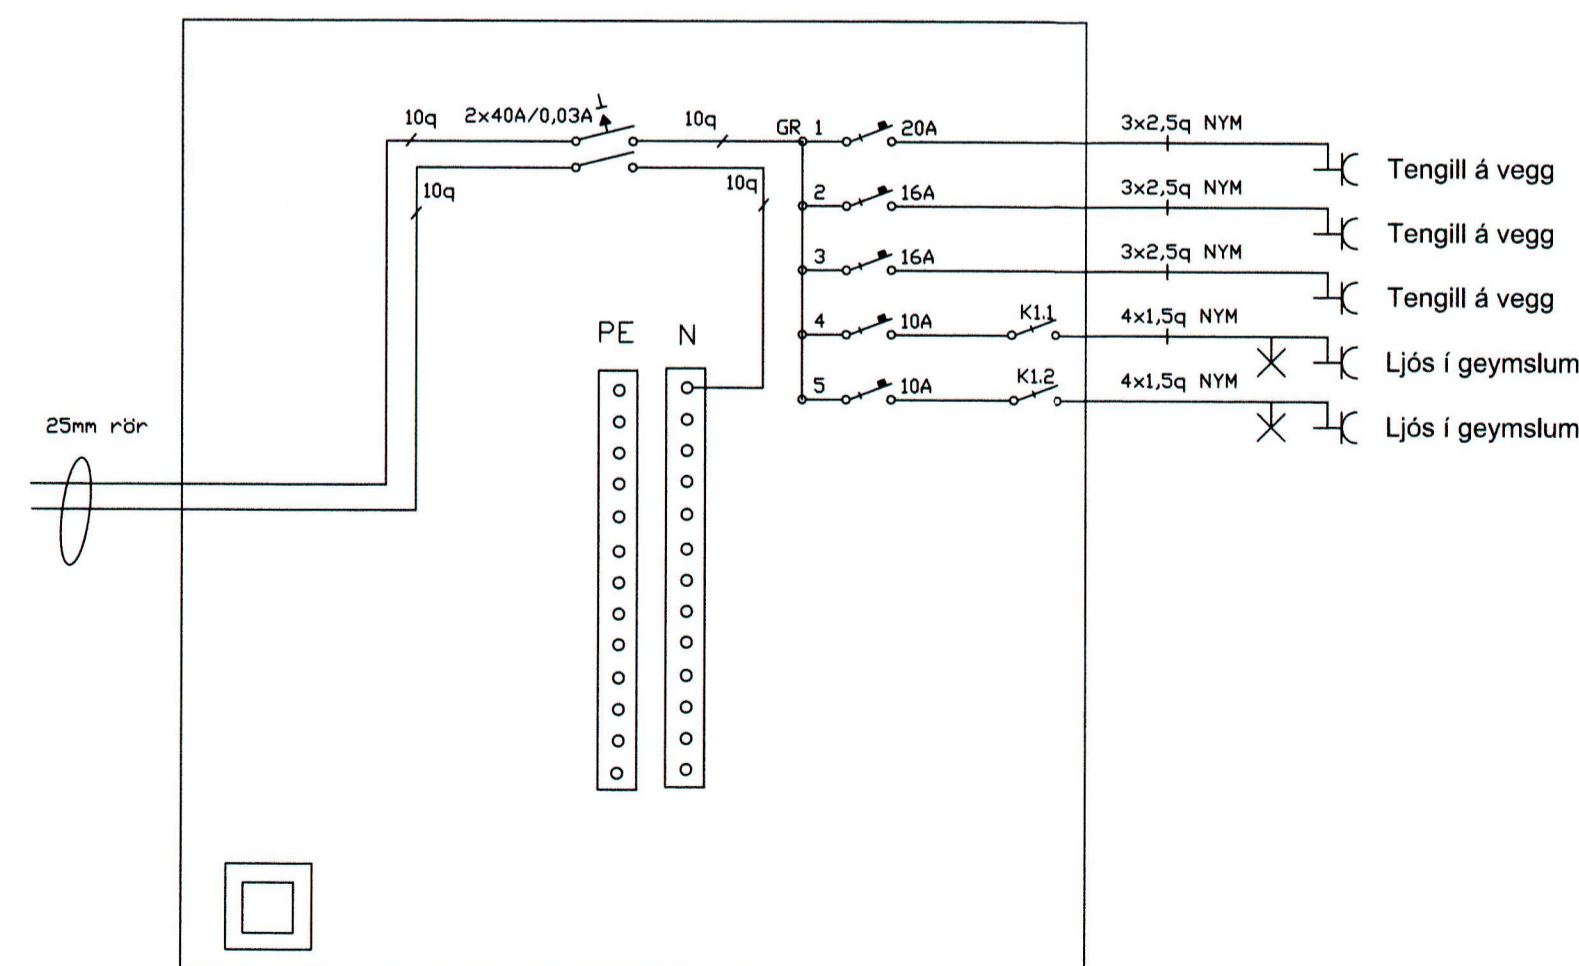 10q 2x40A/0,03A 10q GR 1 20A 3x2,5q NYM
Tengill á vegg
10q 10q 2 16A 3x2,5q NYM
Tengill á vegg
3 16A 3x2,5q NYM
Tengill á vegg
PE N 4 10A K1.1 4x1,5q NYM
Ljós í geymslum
5 10A K1.2 4x1,5q NYM
Ljós í geymslum
25mm rör